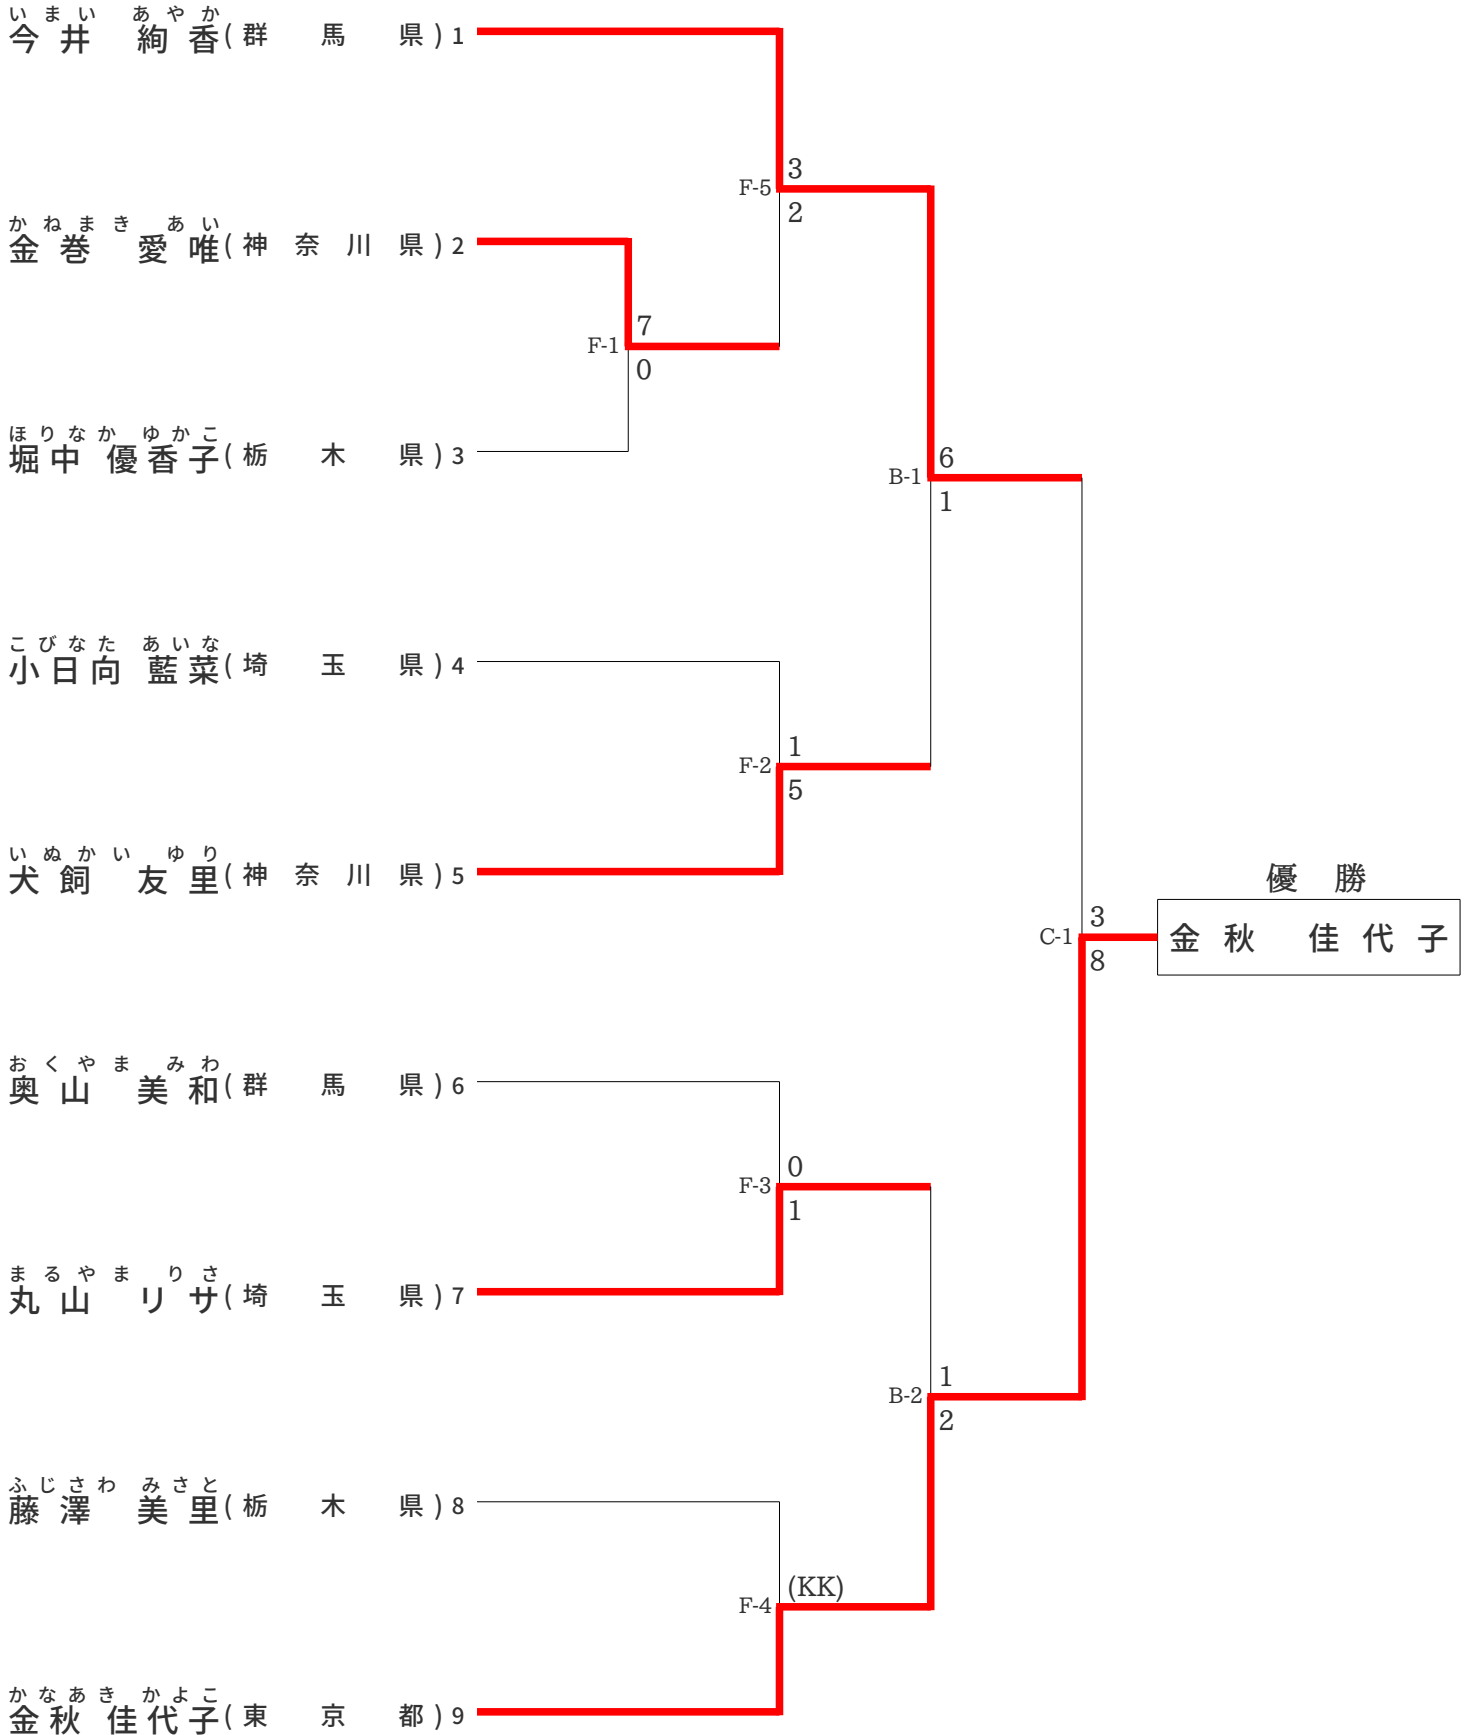 いまい あやか
今井 絢香(群馬県)1
3
F-5
2
かねまき あい
金巻 愛唯(神奈川県)2
7
F-1
0
ほりなか ゆかこ
堀中 優香子(栃木県)3
6
B-1
1
こびなた あいな
小日向 藍菜(埼玉県)4
1
F-2
5
いぬかい ゆり
犬飼 友里(神奈川県)5
優勝
3
C-1
金秋 佳代子
8
おくやま みわ
奥山 美和(群馬県)6
0
F-3
1
まるやま りさ
丸山 リサ(埼玉県)7
1
B-2
2
ふじさわ みさと
藤澤 美里(栃木県)8
(KK)
F-4
かなあき かよこ
金秋 佳代子(東京都)9